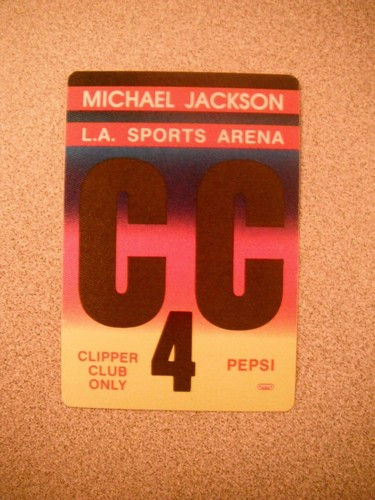 MICHAEL JACKSON
L.A. SPORTS ARENA
CC
4
CLIPPER
CLUB
ONLY
PEPSI